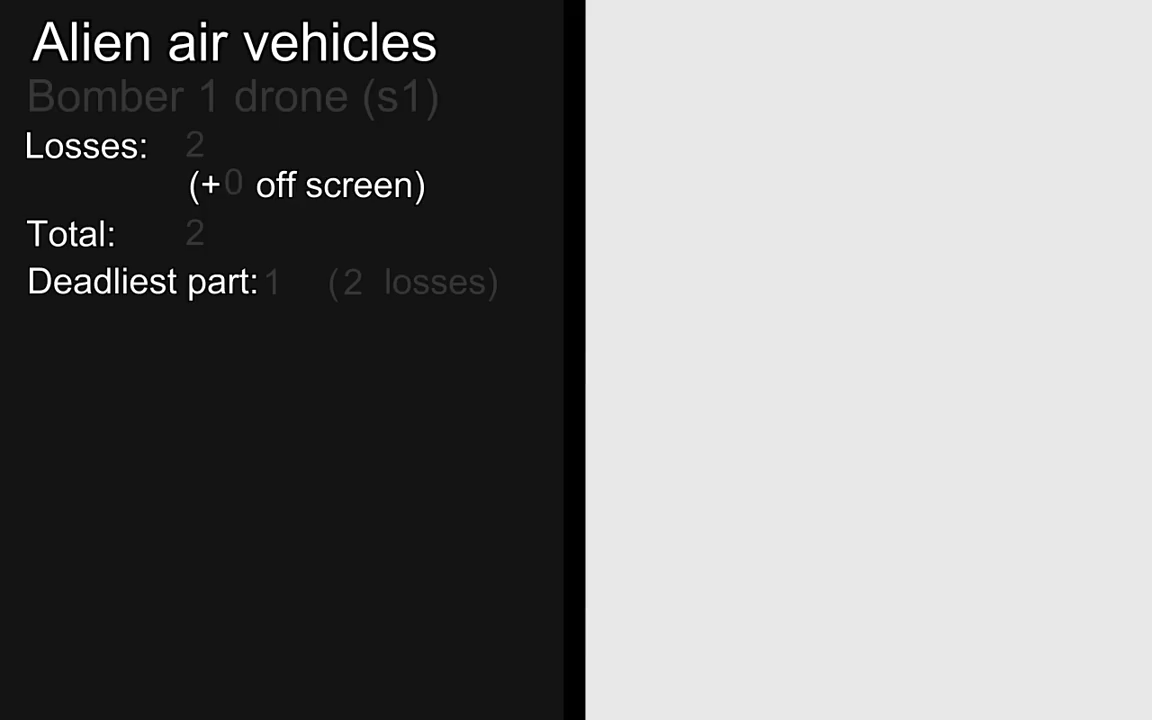 Alien air vehicles
Bomber 1 drone (s1)
Losses: 2
(+0 off screen)
Total: 2
Deadliest part: 1 (2 losses)